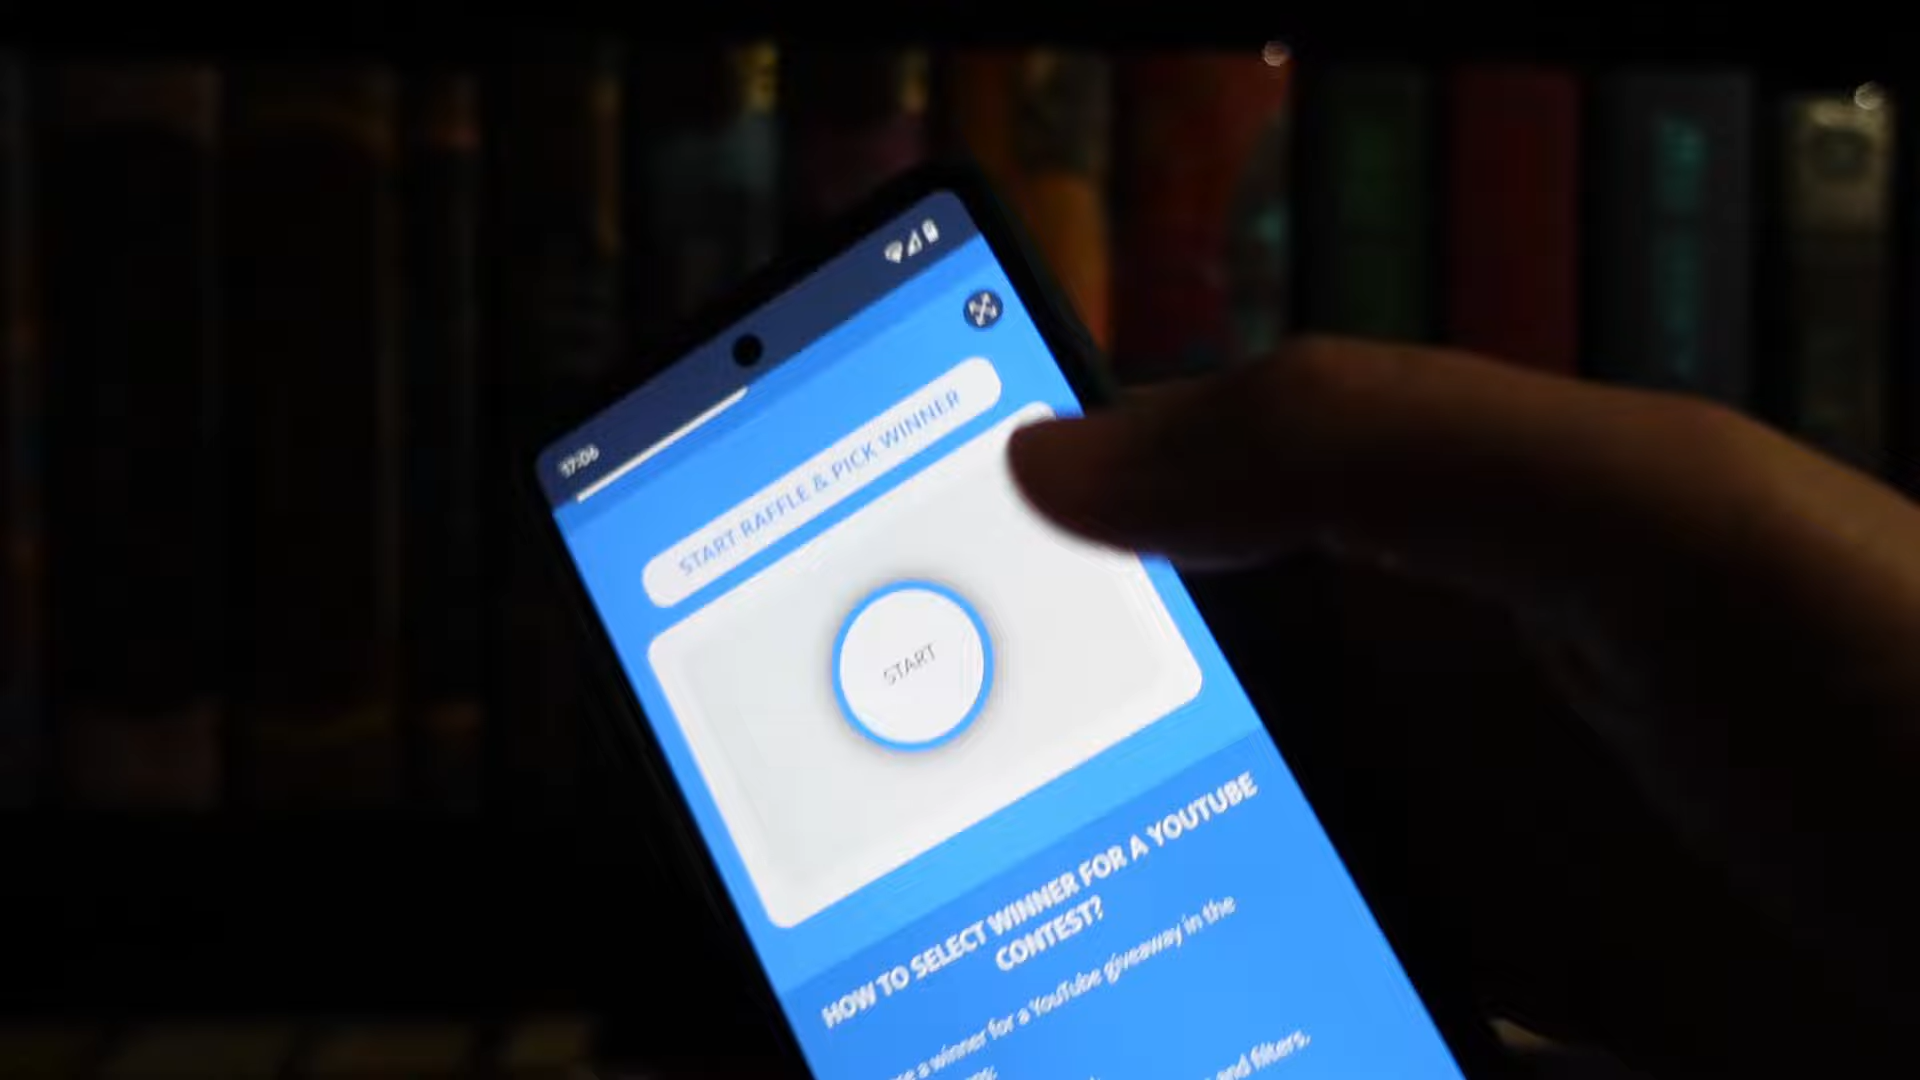 17:06
START RAFFLE & PICK WINNER
START
HOW TO SELECT WINNER FOR A YOUTUBE
CONTEST?
a winner for a YouTube giveaway in the
and filters.